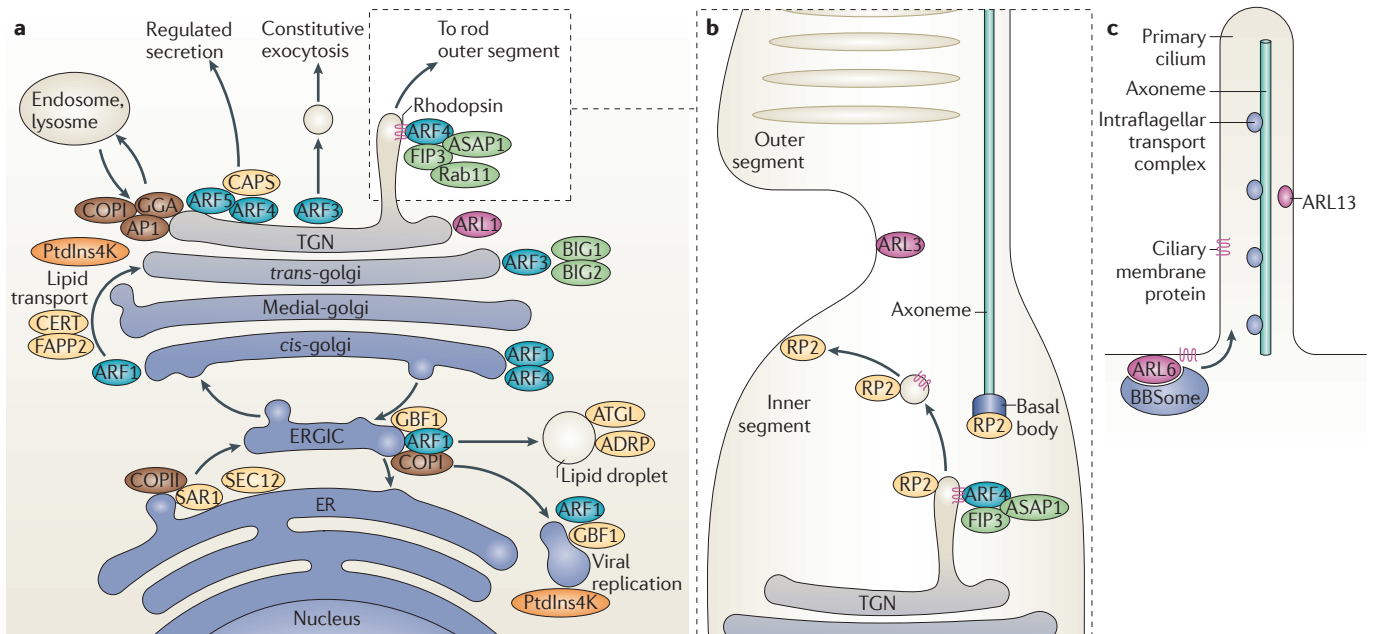 a
Regulated
secretion
Constitutive
exocytosis
To rod
outer segment
Endosome,
lysosme
Rhodopsin
ARF4
ASAP1
FIP3
Rab11
CAPS
COPI
GGA
AP1
ARF5
ARF4
ARF3
TGN
ARL1
PtdIns4K
Lipid
transport
trans-golgi
ARF3
BIG1
BIG2
CERT
FAPP2
Medial-golgi
ARF1
cis-golgi
ARF1
ARF4
ERGIC
GBF1
ARF1
COPI
ATGL
ADRP
Lipid droplet
COPII
SAR1
SEC12
ER
ARF1
GBF1
Viral
replication
PtdIns4K
Nucleus
b
Outer
segment
ARL3
Axoneme
RP2
RP2
Inner
segment
Basal
body
RP2
RP2
ARF4
ASAP1
FIP3
TGN
c
Primary
cilium
Axoneme
Intraflagellar
transport
complex
ARL13
Ciliary
membrane
protein
ARL6
BBSome